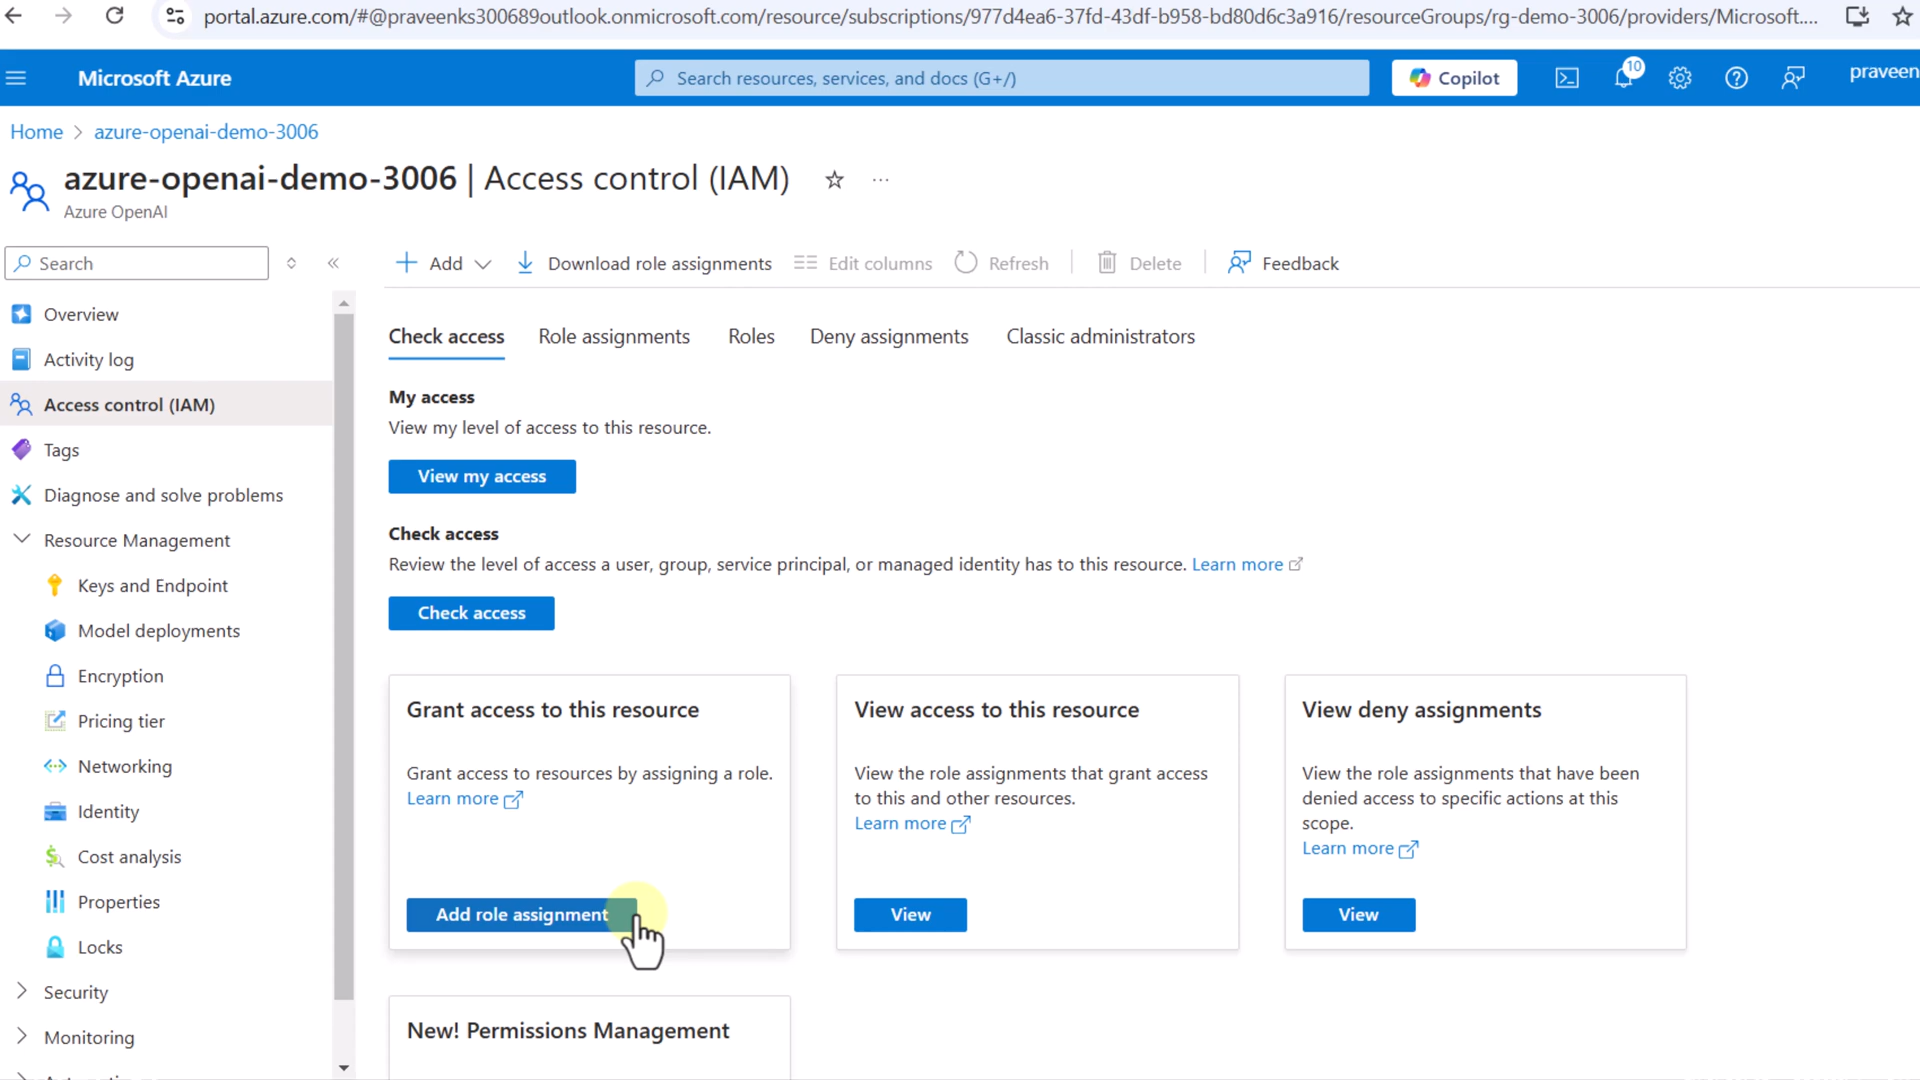 portal.azure.com/#@praveenks300689outlook.onmicrosoft.com/resource/subscriptions/977d4ea6-37fd-43df-b958-bd80d6c3a916/resourceGroups/rg-demo-3006/providers/Microsoft....
Microsoft Azure
Search resources, services, and docs (G+/)
Copilot
10
praveen
Home > azure-openai-demo-3006
azure-openai-demo-3006 | Access control (IAM)
Azure OpenAI
Search
Add
Download role assignments
Edit columns
Refresh
Delete
Feedback
Overview
Activity log
Access control (IAM)
Tags
Diagnose and solve problems
Resource Management
Keys and Endpoint
Model deployments
Encryption
Pricing tier
Networking
Identity
Cost analysis
Properties
Locks
Security
Monitoring
Check access
Role assignments
Roles
Deny assignments
Classic administrators
My access
View my level of access to this resource.
View my access
Check access
Review the level of access a user, group, service principal, or managed identity has to this resource. Learn more
Check access
Grant access to this resource
Grant access to resources by assigning a role.
Learn more
Add role assignment
View access to this resource
View the role assignments that grant access
to this and other resources.
Learn more
View
View deny assignments
View the role assignments that have been
denied access to specific actions at this
scope.
Learn more
View
New! Permissions Management